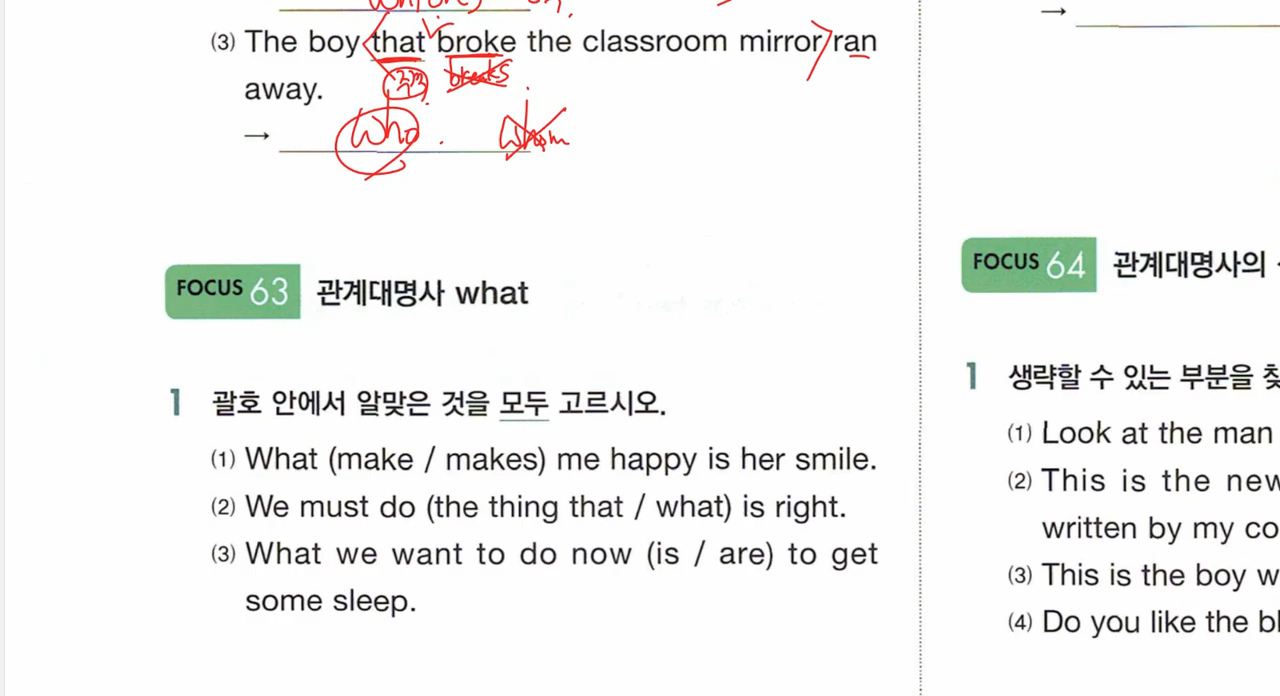 (3) The boy that broke the classroom mirror ran
주격 breaks
away.
→ who. whom
FOCUS 63 관계대명사 what
1 괄호 안에서 알맞은 것을 모두 고르시오.
(1) What (make / makes) me happy is her smile.
(2) We must do (the thing that / what) is right.
(3) What we want to do now (is / are) to get
some sleep.
→
FOCUS 64 관계대명사의
1 생략할 수 있는 부분을
(1) Look at the man
(2) This is the new
written by my co
(3) This is the boy w
(4) Do you like the bl